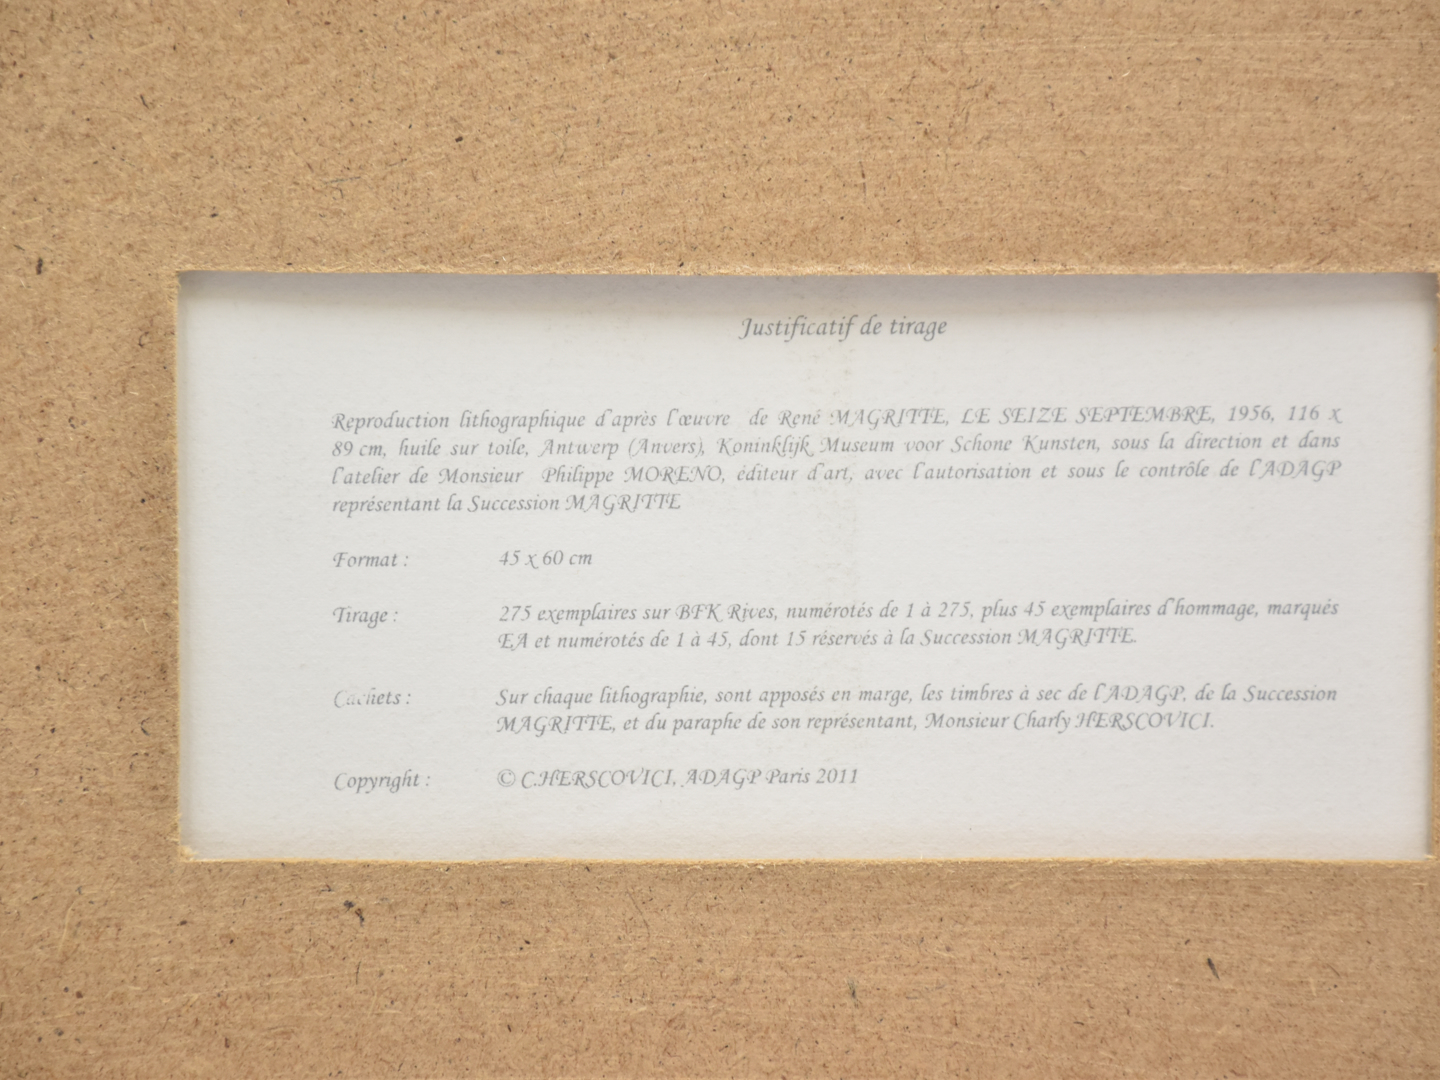 Justificatif de tirage
Reproduction lithographique d'après l'œuvre de René MAGRITTE, LE SEIZE SEPTEMBRE, 1956, 116 x
89 cm, huile sur toile, Antwerp (Anvers), Koninklijk Museum voor Schone Kunsten, sous la direction et dans
l'atelier de Monsieur Philippe MORENO, éditeur d'art, avec l'autorisation et sous le contrôle de l'ADAGP
représentant la Succession MAGRITTE
Format : 45 x 60 cm
Tirage : 275 exemplaires sur BFK Rives, numérotés de 1 à 275, plus 45 exemplaires d'hommage, marqués
EA et numérotés de 1 à 45, dont 15 réservés à la Succession MAGRITTE.
Cachets : Sur chaque lithographie, sont apposés en marge, les timbres à sec de l'ADAGP, de la Succession
MAGRITTE, et du paraphe de son représentant, Monsieur Charly HERSCOVICI.
Copyright : © C.HERSCOVICI, ADAGP Paris 2011